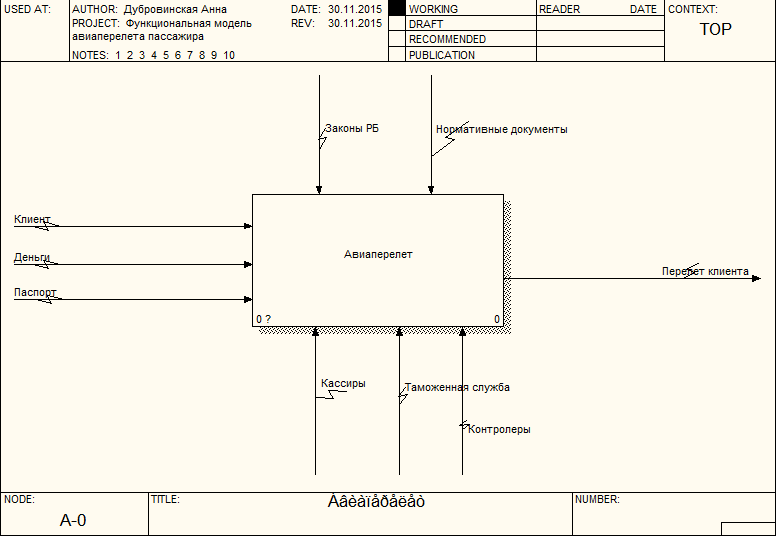 USED AT:
AUTHOR: Дубровинская Анна
DATE: 30.11.2015
WORKING
READER DATE
CONTEXT:
PROJECT: Функциональная модель
авиаперелета пассажира
REV: 30.11.2015
DRAFT
TOP
RECOMMENDED
NOTES: 1 2 3 4 5 6 7 8 9 10
PUBLICATION
Законы РБ
Нормативные документы
Клиент
Деньги
Паспорт
Авиаперелет
Перелет клиента
0 ?
0
Кассиры
Таможенная служба
Контролеры
NODE:
A-0
TITLE:
Àâèàïåðåëåò
NUMBER: